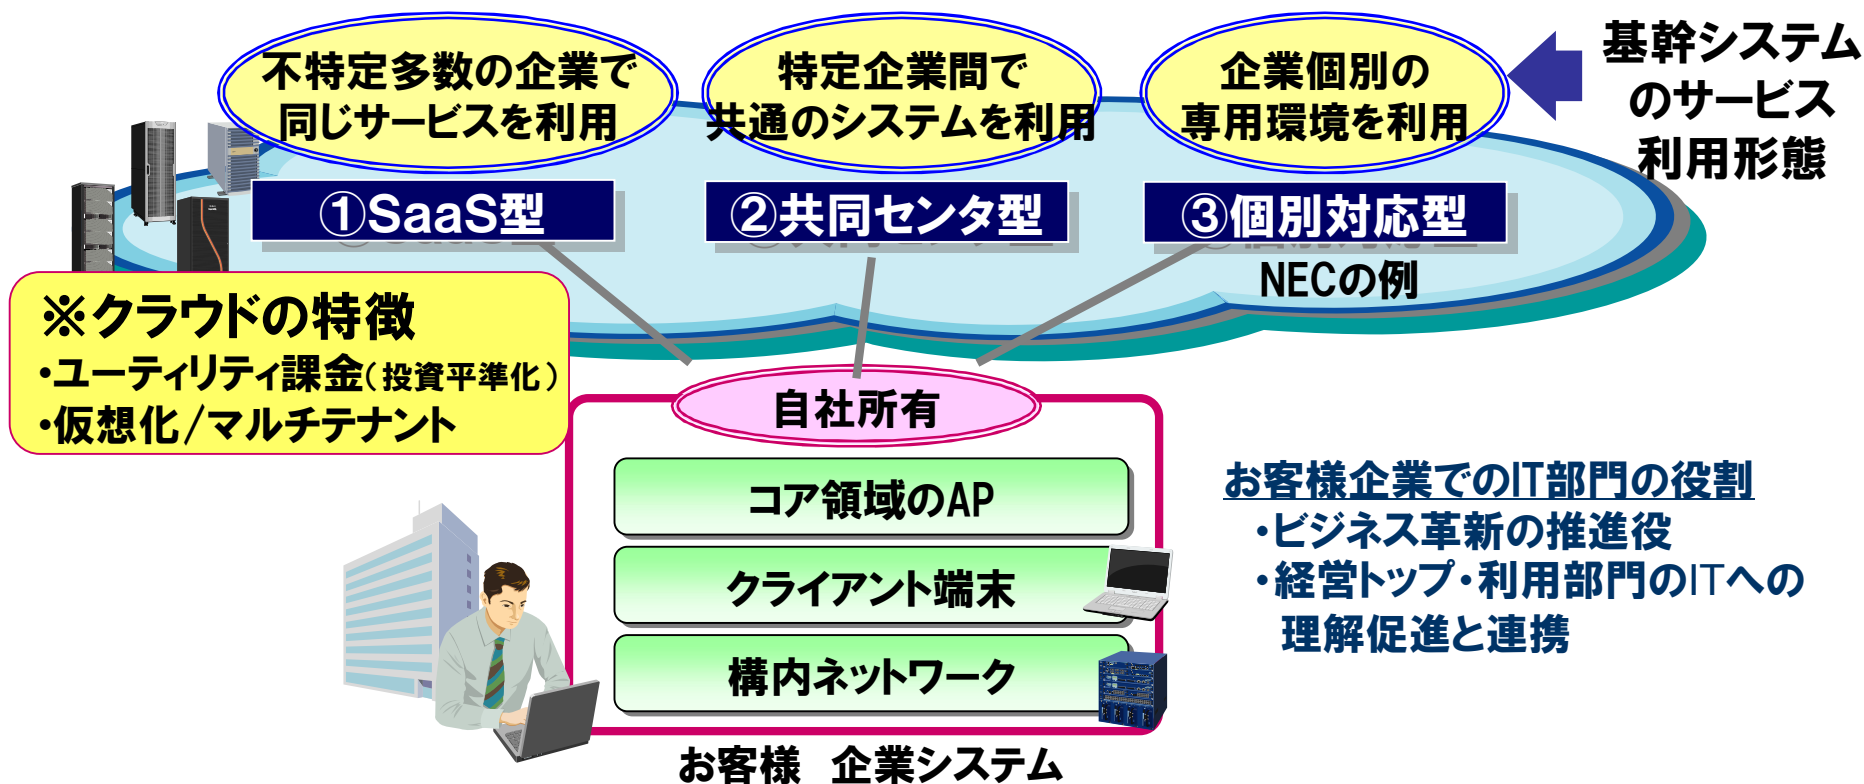 不特定多数の企業で
同じサービスを利用
特定企業間で
共通のシステムを利用
企業個別の
専用環境を利用
基幹システム
のサービス
利用形態
①SaaS型
②共同センタ型
③個別対応型
NECの例
※クラウドの特徴
・ユーティリティ課金(投資平準化)
・仮想化/マルチテナント
自社所有
コア領域のAP
クライアント端末
構内ネットワーク
お客様 企業システム
お客様企業でのIT部門の役割
・ビジネス革新の推進役
・経営トップ・利用部門のITへの
理解促進と連携